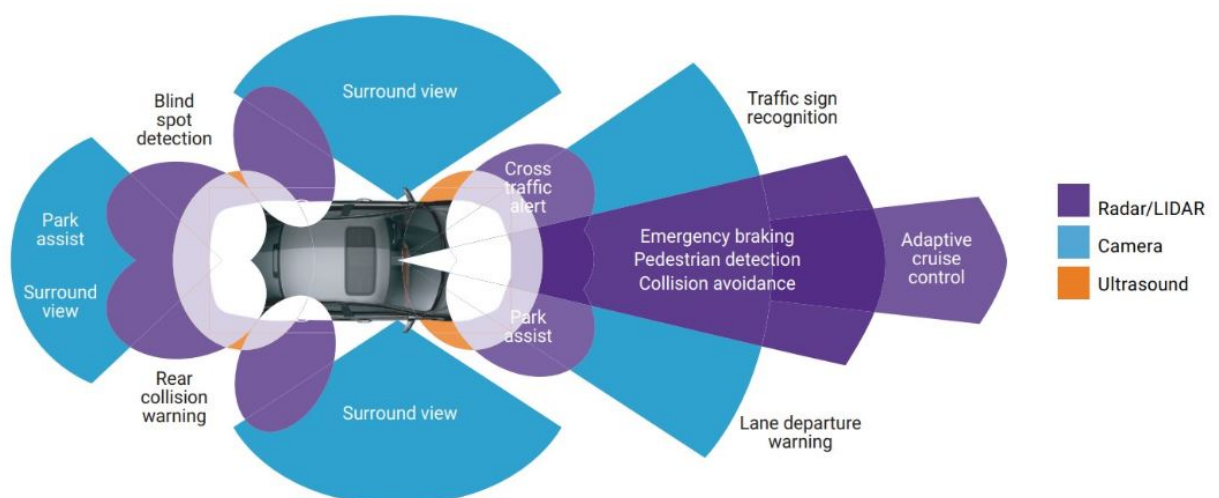 Surround view
Blind
spot
detection
Traffic sign
recognition
Cross
traffic
alert
Park
assist
Surround
view
Emergency braking
Pedestrian detection
Collision avoidance
Adaptive
cruise
control
Radar/LIDAR
Camera
Ultrasound
Park
assist
Rear
collision
warning
Surround view
Lane departure
warning